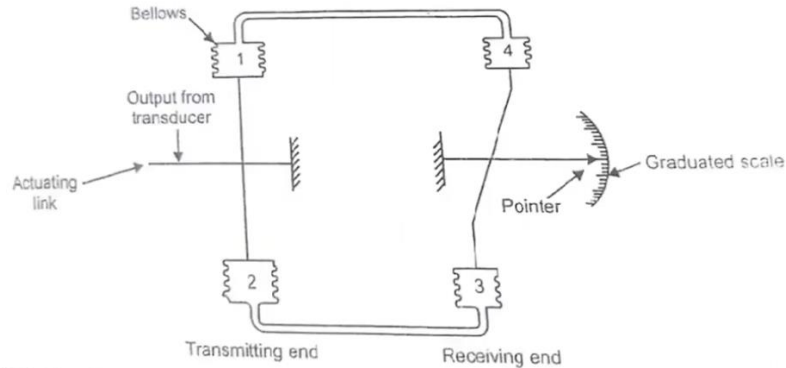 Bellows
1
4
Output from
transducer
Actuating
link
Graduated scale
Pointer
2
3
Transmitting end
Receiving end